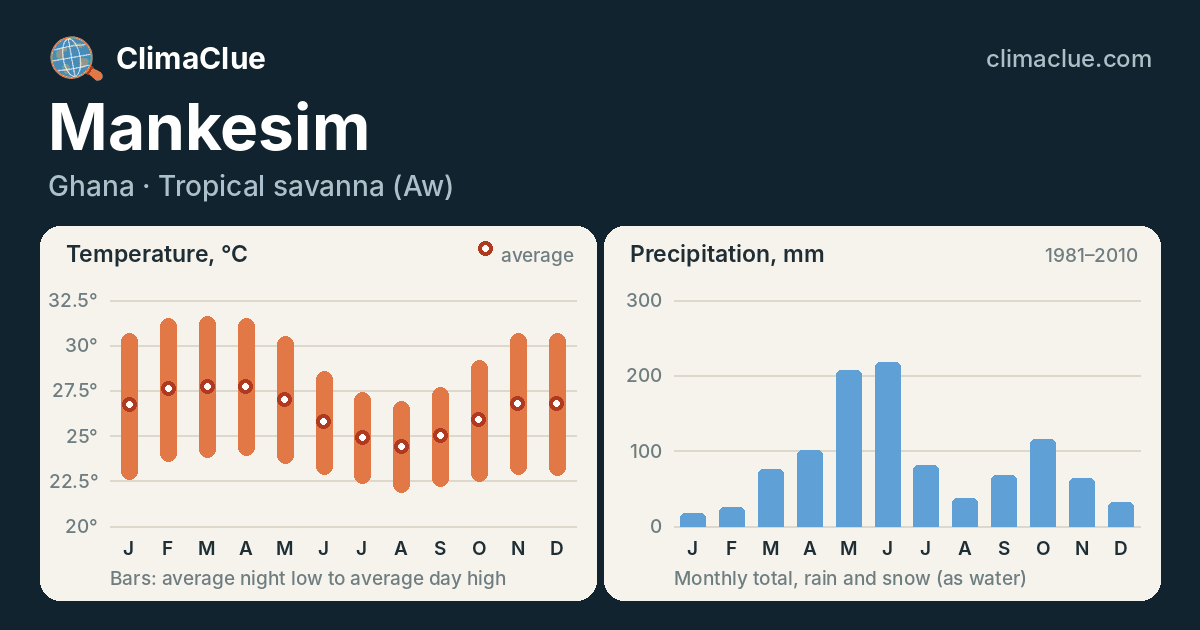 ClimaClue
climaclue.com
Mankesim
Ghana · Tropical savanna (Aw)
Temperature, °C
average
32.5°
30°
27.5°
25°
22.5°
20°
J F M A M J J A S O N D
Bars: average night low to average day high
Precipitation, mm
1981–2010
300
200
100
0
J F M A M J J A S O N D
Monthly total, rain and snow (as water)